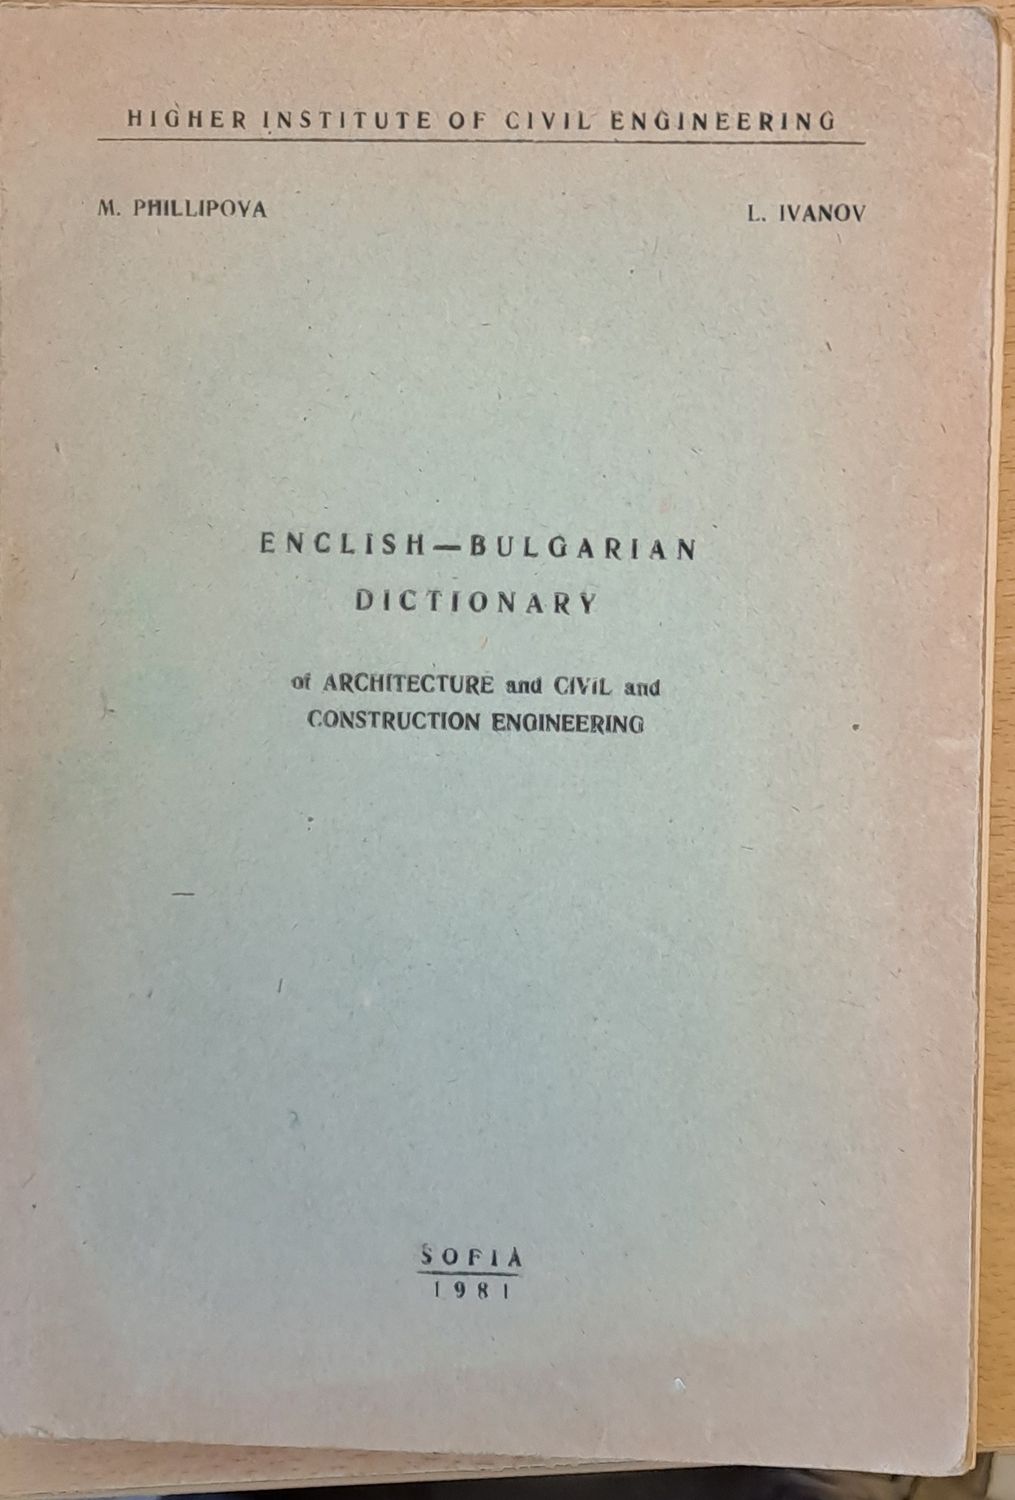 HIGHER INSTITUTE OF CIVIL ENGINEERING
M. PHILLIPOVA L. IVANOV
ENGLISH—BULGARIAN
DICTIONARY
of ARCHITECTURE and CIVIL and
CONSTRUCTION ENGINEERING
SOFIA
1981